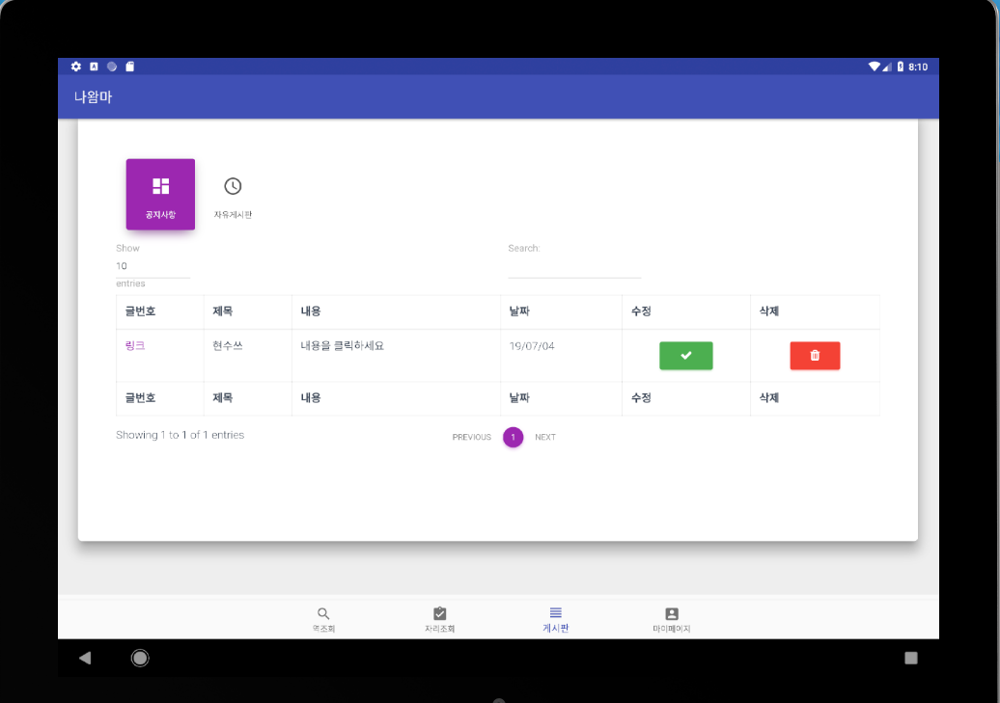 8:10
나왐마
공지사항
자유게시판
Show
10
entries
Search:
글번호 제목 내용 날짜 수정 삭제
링크 현수쓰 내용을 클릭하세요 19/07/04
글번호 제목 내용 날짜 수정 삭제
Showing 1 to 1 of 1 entries
PREVIOUS 1 NEXT
역조회 자리조회 게시판 마이페이지